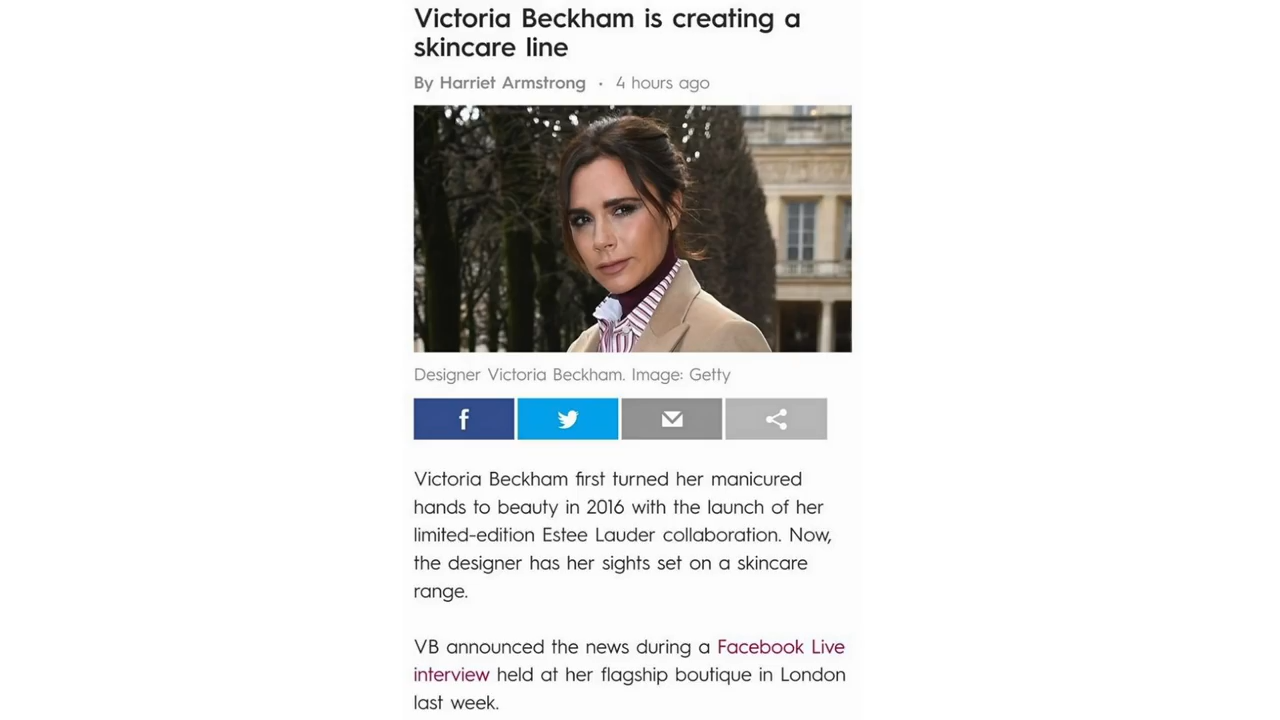 Victoria Beckham is creating a
skincare line
By Harriet Armstrong · 4 hours ago
Designer Victoria Beckham. Image: Getty
f
Victoria Beckham first turned her manicured
hands to beauty in 2016 with the launch of her
limited-edition Estee Lauder collaboration. Now,
the designer has her sights set on a skincare
range.
VB announced the news during a Facebook Live
interview held at her flagship boutique in London
last week.